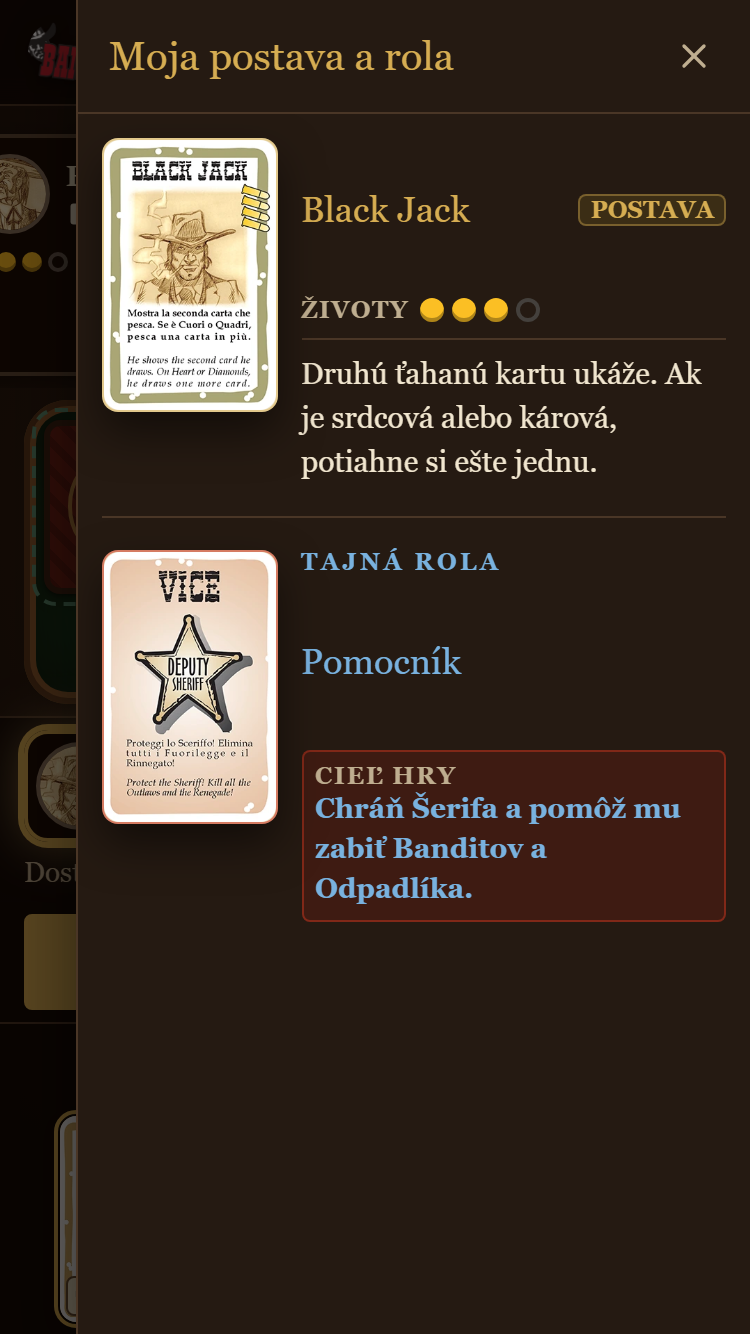 Moja postava a rola
BLACK JACK
Mostra la seconda carta che
pesca. Se è Cuori o Quadri,
pesca una carta in più.
He shows the second card he
draws. On Heart or Diamonds,
he draws one more card.
Black Jack
POSTAVA
ŽIVOTY
Druhú ťahanú kartu ukáže. Ak
je srdcová alebo kárová,
potiahne si ešte jednu.
VICE
DEPUTY
SHERIFF
Proteggi lo Sceriffo! Elimina
tutti i Fuorilegge e il
Rinnegato!
Protect the Sheriff! Kill all the
Outlaws and the Renegade!
TAJNÁ ROLA
Pomocník
CIEĽ HRY
Chráň Šerifa a pomôž mu
zabiť Banditov a
Odpadlíka.
BA
Dost